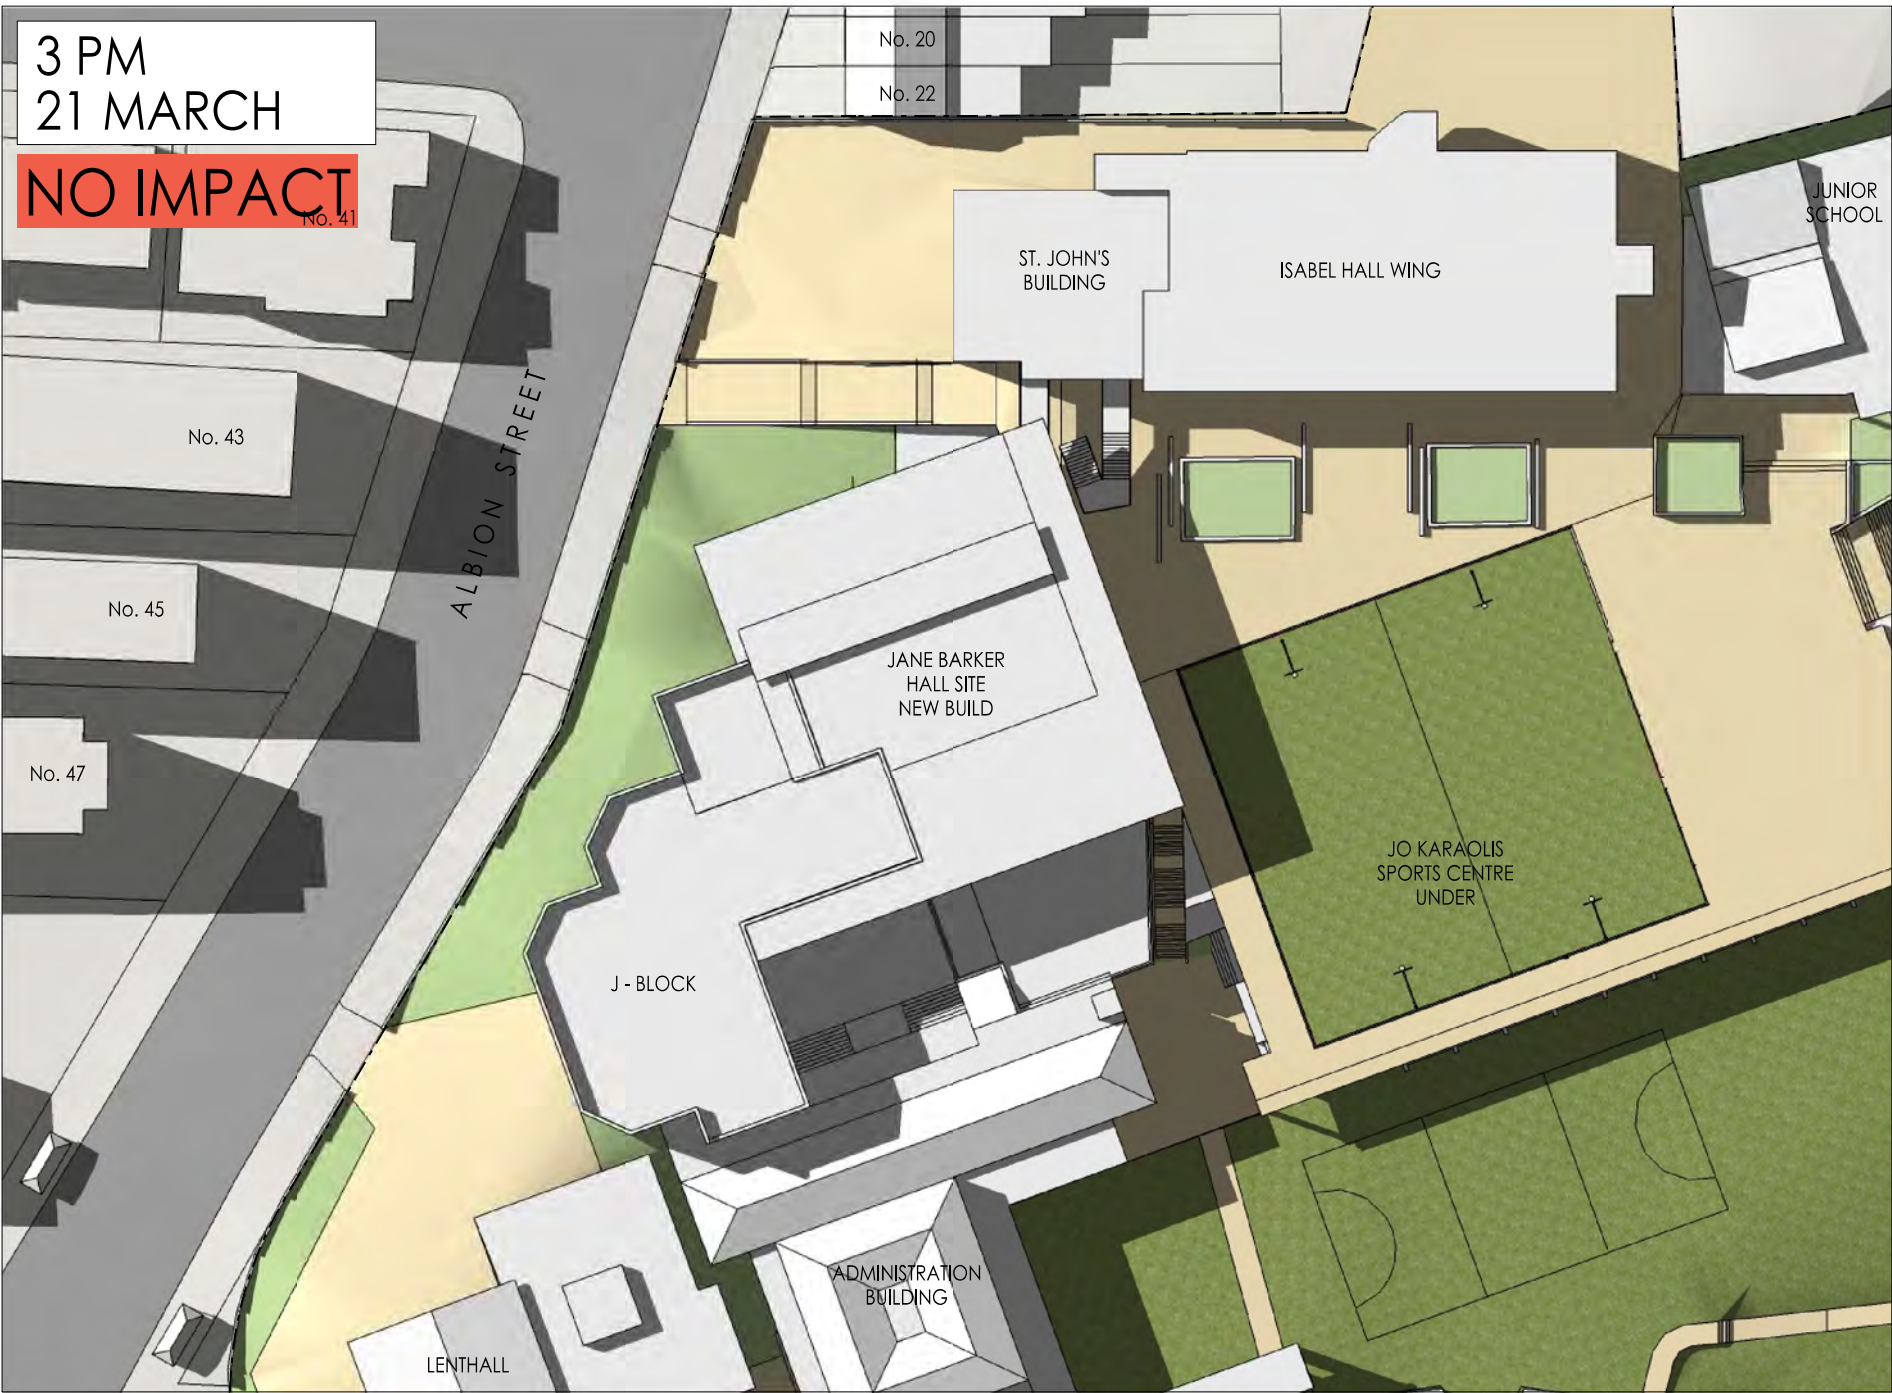 3 PM
21 MARCH
NO IMPACT
No. 41
No. 20
No. 22
JUNIOR
SCHOOL
ST. JOHN'S
BUILDING
ISABEL HALL WING
No. 43
ALBION STREET
No. 45
JANE BARKER
HALL SITE
NEW BUILD
No. 47
JO KARAOLIS
SPORTS CENTRE
UNDER
J - BLOCK
ADMINISTRATION
BUILDING
LENTHALL